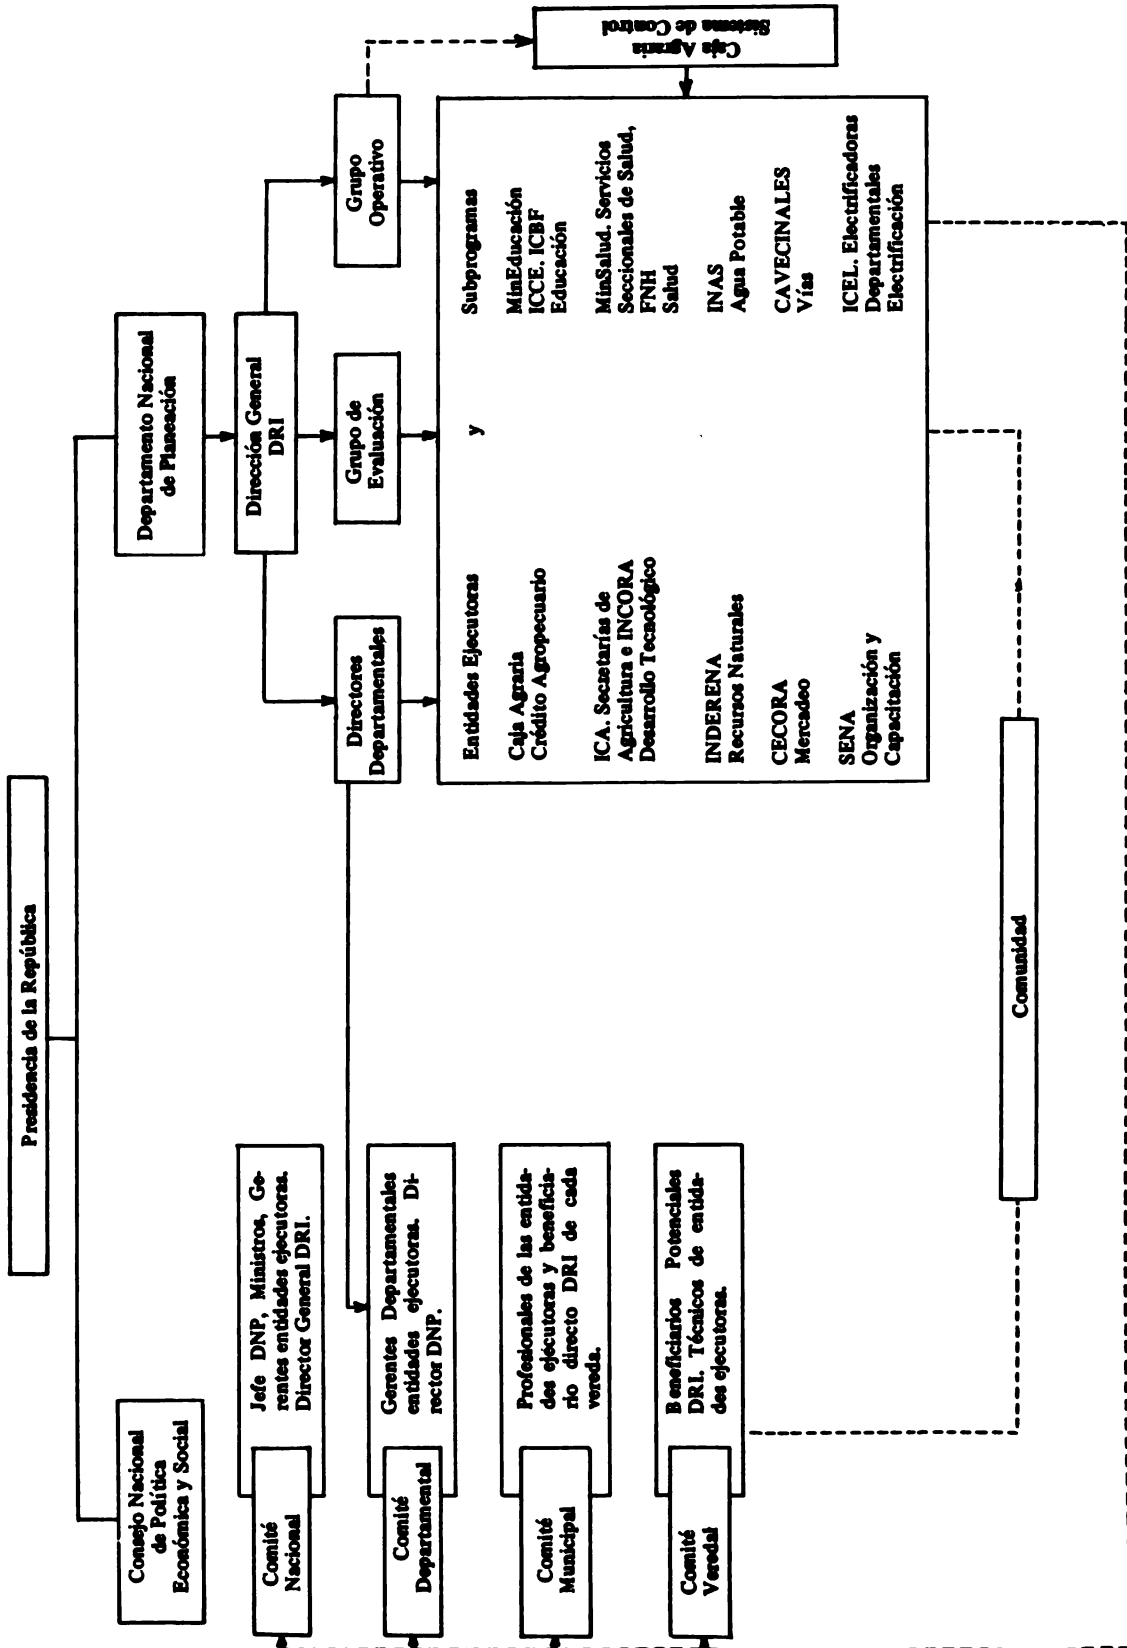 Presidencia de la República
Consejo Nacional
de Política
Económica y Social
Departamento Nacional
de Planeación
Comité
Nacional
Jefe DNP, Ministros, Ge-
rentes entidades ejecutoras.
Director General DRI.
Dirección General
DRI
Comité
Departamental
Gerentes Departamentales
entidades ejecutoras. Di-
rector DNP.
Directores
Departamentales
Grupo de
Evaluación
Grupo
Operativo
Caja Agraria
Sistema de Control
Comité
Municipal
Profesionales de las entida-
des ejecutoras y beneficia-
rio directo DRI de cada
vereda.
Comité
Veredal
Beneficiarios Potenciales
DRI. Técnicos de entida-
des ejecutoras.
Entidades Ejecutoras y Subprogramas
Caja Agraria
Crédito Agropecuario
ICA. Secretarías de
Agricultura e INCORA
Desarrollo Tecnológico
INDERENA
Recursos Naturales
CECORA
Mercadeo
SENA
Organización y
Capacitación
MinEducación
ICCE. ICBF
Educación
MinSalud. Servicios
Seccionales de Salud,
FNH
Salud
INAS
Agua Potable
CAVECINALES
Vías
ICEL. Electrificadoras
Departamentales
Electrificación
Comunidad